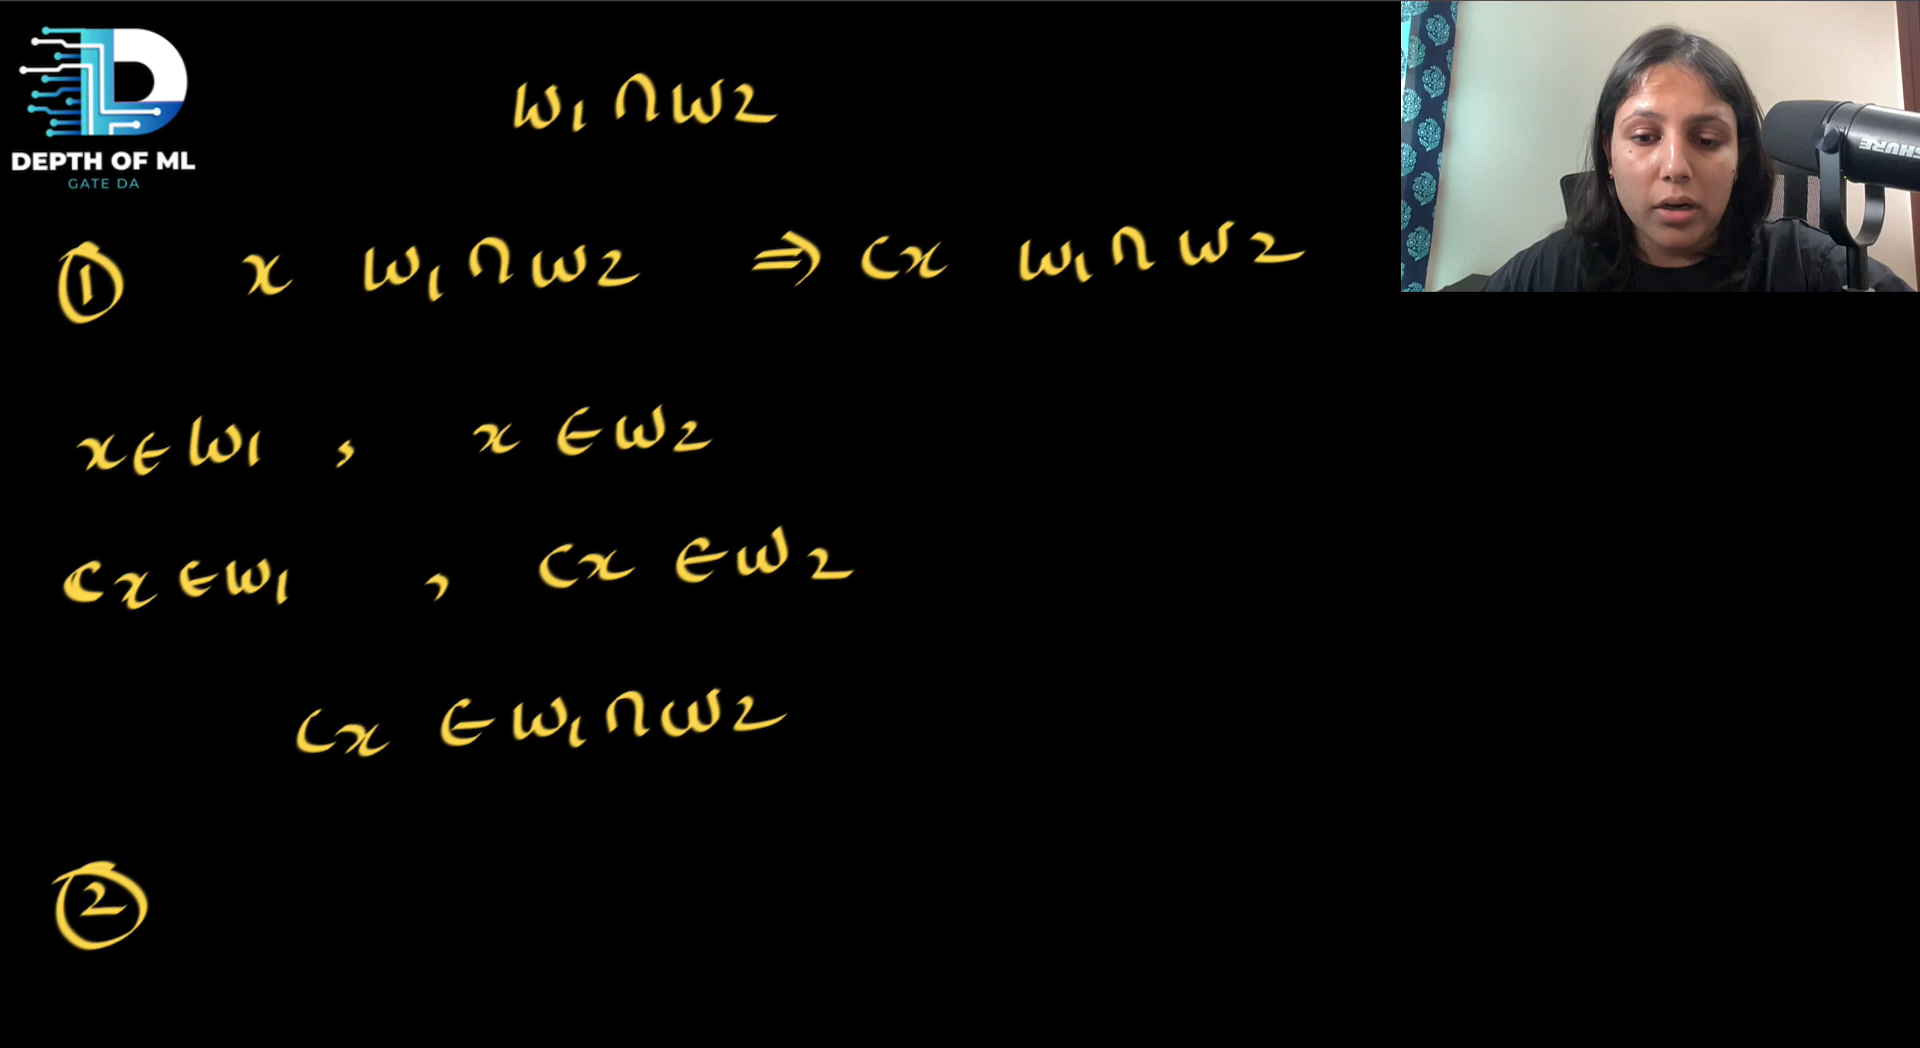 DEPTH OF ML
GATE DA
w₁ ∩ w2
① x w₁ ∩ w2 ⇒ cx w₁ ∩ w2
x ∈ w₁ , x ∈ w₂
cx ∈ w₁ , cx ∈ w₂
cx ∈ w₁ ∩ w2
②
SHURE